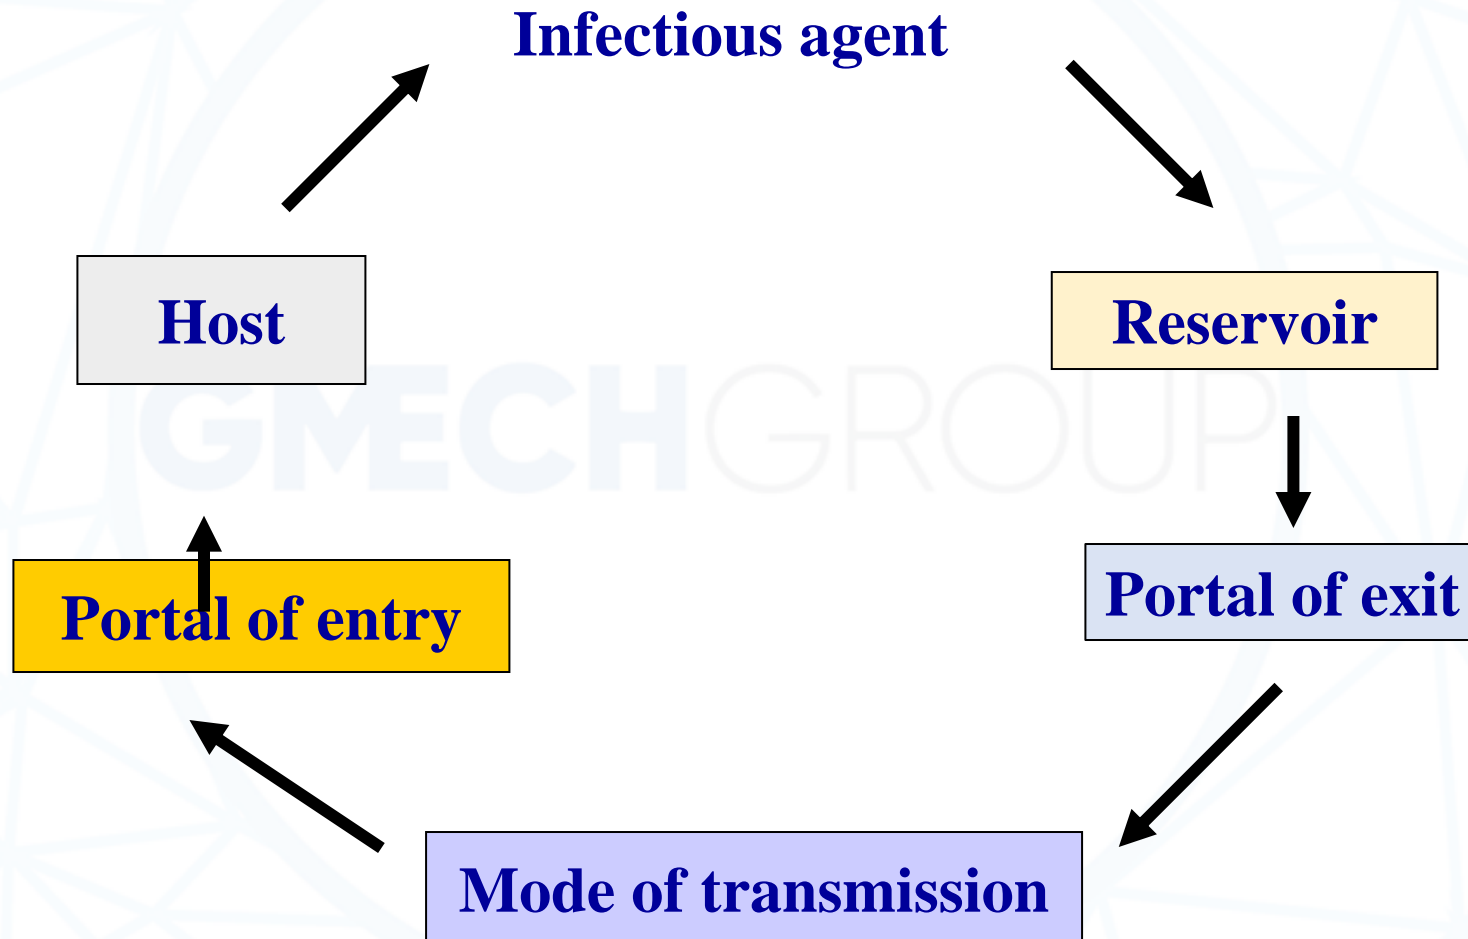 Infectious agent
Host
Reservoir
GMECHGROUP
Portal of entry
Portal of exit
Mode of transmission